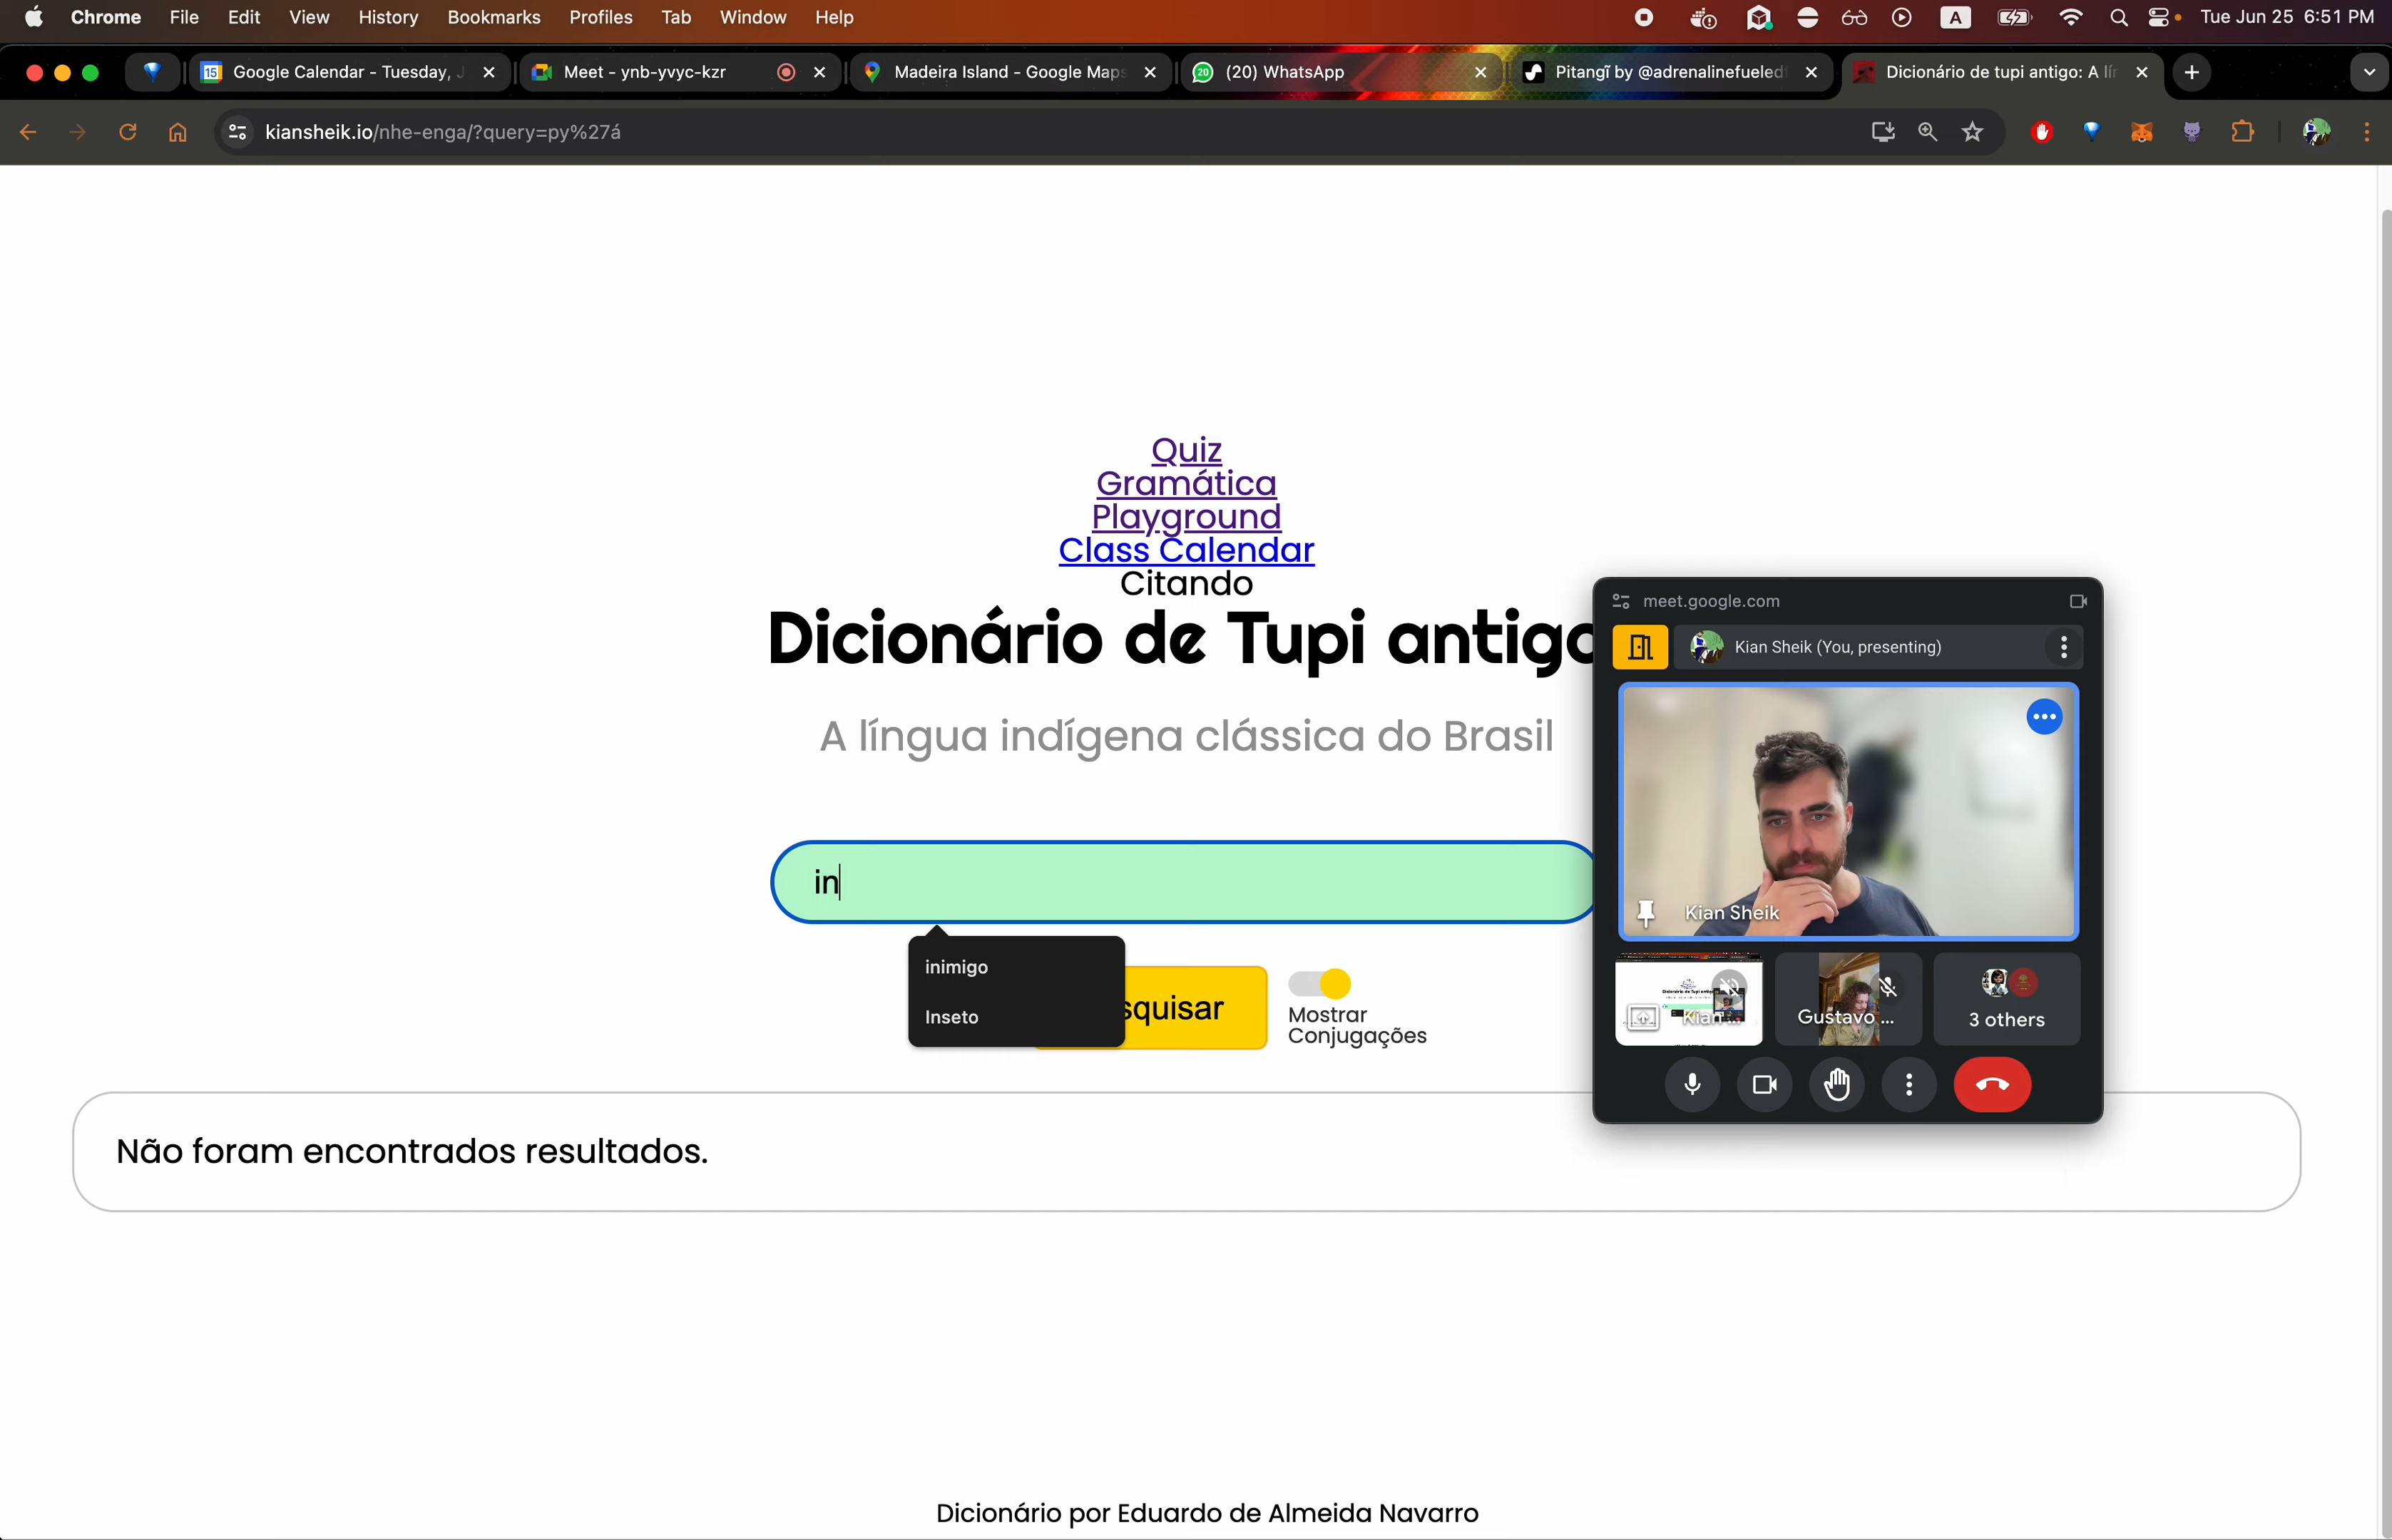 Chrome File Edit View History Bookmarks Profiles Tab Window Help A Tue Jun 25 6:51 PM
15 Google Calendar - Tuesday, J
Meet - ynb-yvyc-kzr
Madeira Island - Google Maps
20 (20) WhatsApp
Pitangĩ by @adrenalinefueled
Dicionário de tupi antigo: A lín
kiansheik.io/nhe-enga/?query=py%27á
Quiz
Gramática
Playground
Class Calendar
Citando
Dicionário de Tupi antigo
A língua indígena clássica do Brasil
in
inimigo
Inseto
squisar
Mostrar
Conjugações
Não foram encontrados resultados.
Dicionário por Eduardo de Almeida Navarro
meet.google.com
Kian Sheik (You, presenting)
Kian Sheik
Kian ...
Gustavo ...
3 others